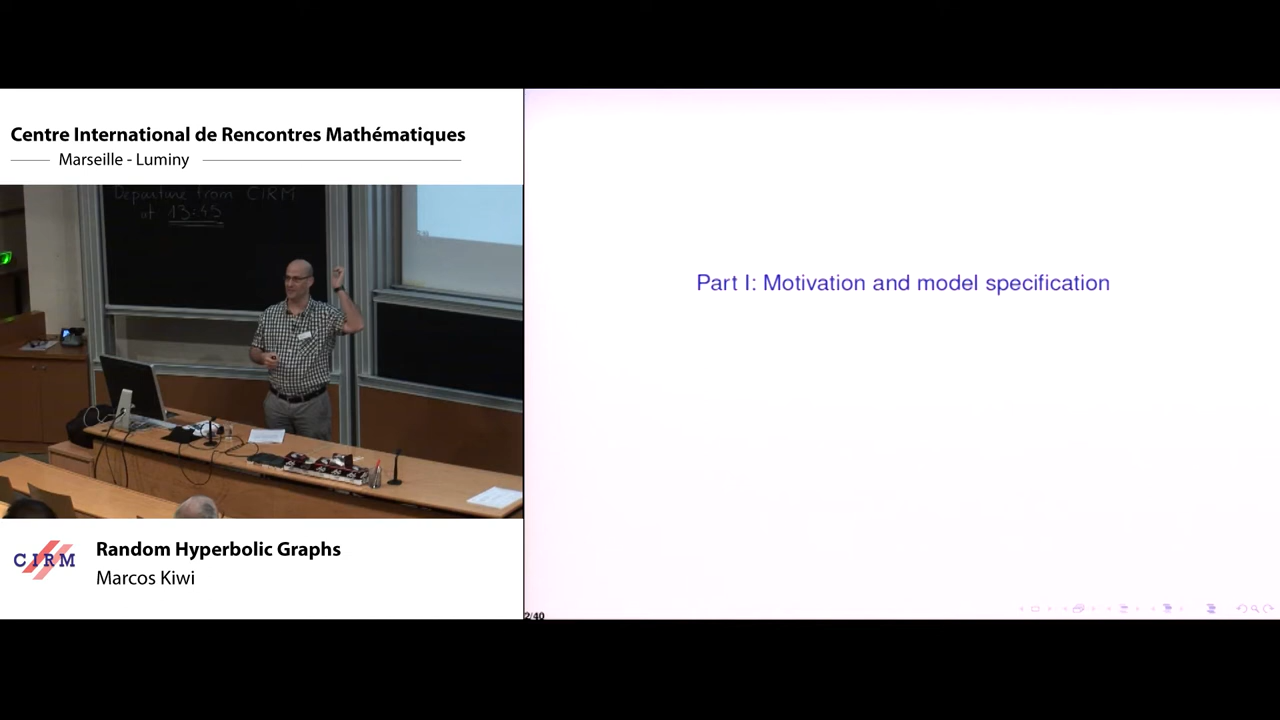 Centre International de Rencontres Mathématiques
Marseille - Luminy
Departure from CIRM
at 13:45
Part I: Motivation and model specification
CIRM
Random Hyperbolic Graphs
Marcos Kiwi
2/40